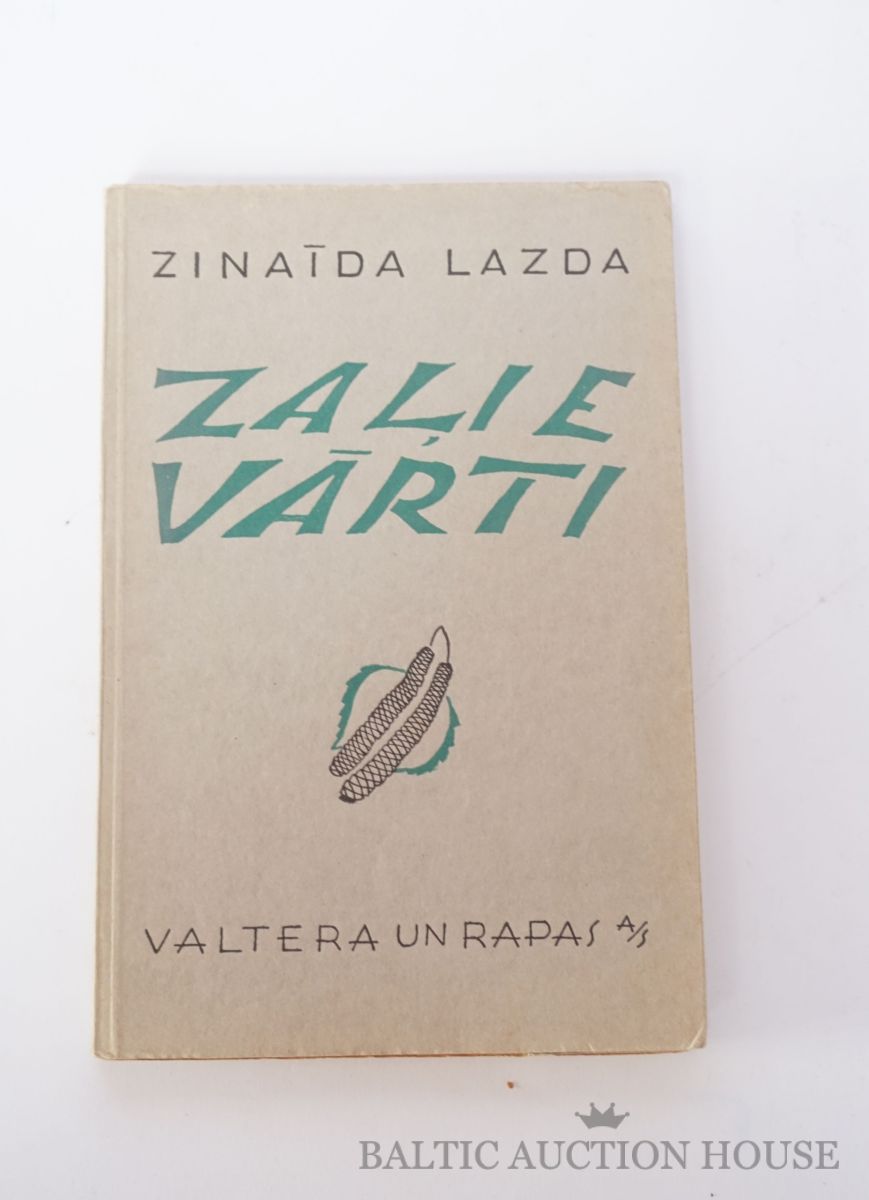 ZINAĪDA LAZDA
ZAĻIE
VĀRTI
VALTERA UN RAPAS A/S
BALTIC AUCTION HOUSE